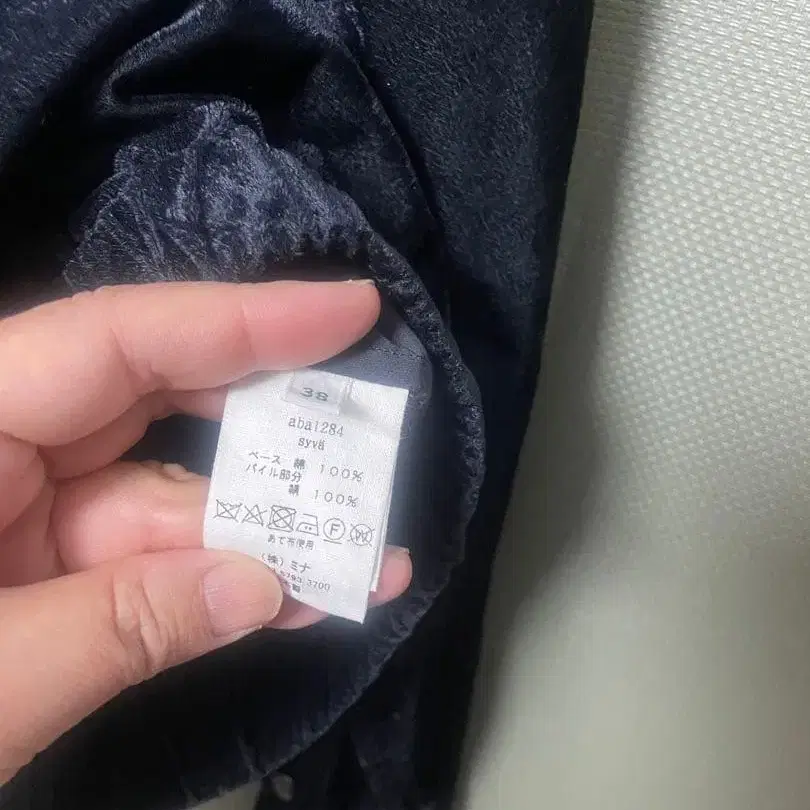 38
aba1284
syvä
ベース 綿 100%
パイル部分
絹 100%
F
W
あて布使用
(株)ミナ
3700